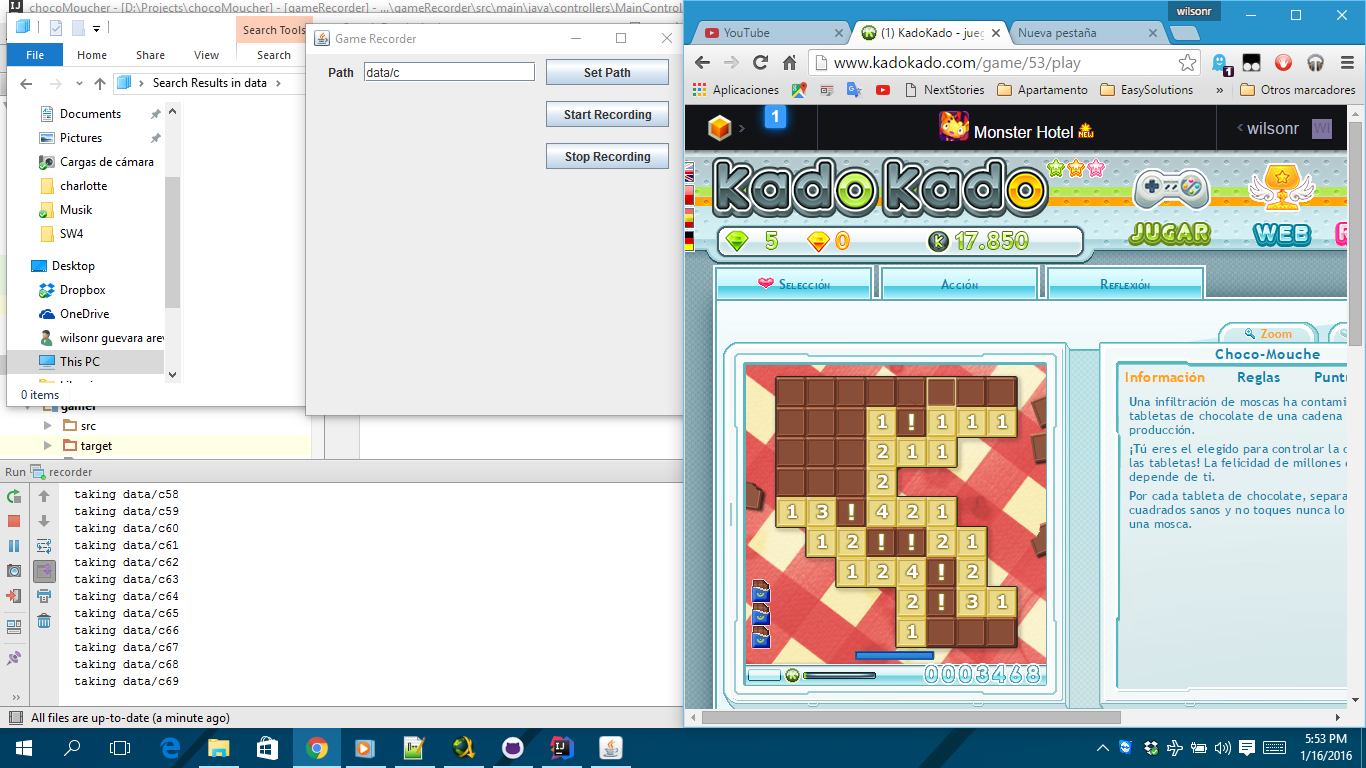 chocoMoucher - [D:\Projects\chocoMoucher] - [gameRecorder] - ...\gameRecorder\src\main\java\controllers\MainControl
Search Tools
File Home Share View Search
Search Results in data
Documents
Pictures
Cargas de cámara
charlotte
Musik
SW4
Desktop
Dropbox
OneDrive
wilsonr guevara arev
This PC
0 items
Game Recorder
Path data/c Set Path
Start Recording
Stop Recording
src
target
Run recorder
taking data/c58
taking data/c59
taking data/c60
taking data/c61
taking data/c62
taking data/c63
taking data/c64
taking data/c65
taking data/c66
taking data/c67
taking data/c68
taking data/c69
All files are up-to-date (a minute ago)
wilsonr
YouTube (1) KadoKado - jueg Nueva pestaña
www.kadokado.com/game/53/play
1
Aplicaciones NextStories Apartamento EasySolutions » Otros marcadores
1 Monster Hotel NEW wilsonr WI
kadokado
JUGAR WEB
5 0 K 17.850
Selección Acción Reflexión
Zoom
Choco-Mouche
Información Reglas Puntu
Una infiltración de moscas ha contami
tabletas de chocolate de una cadena
producción.
¡Tú eres el elegido para controlar la c
las tabletas! La felicidad de millones
depende de ti.
Por cada tableta de chocolate, separa
cuadrados sanos y no toques nunca lo
una mosca.
1 ! 1 1 1
2 1 1
2
1 3 ! 4 2 1
1 2 ! ! 2 1
1 2 4 ! 2
2 ! 3 1
1
0003468
5:53 PM
1/16/2016